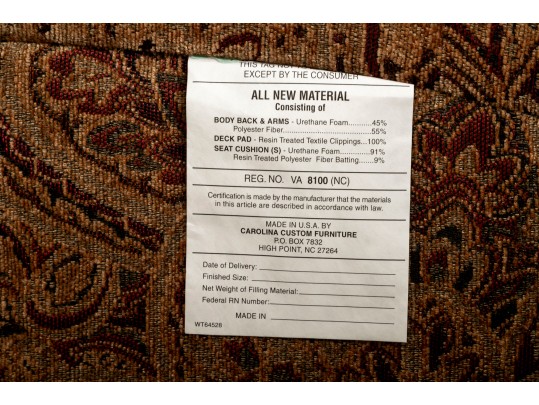 THIS TAG NOT
EXCEPT BY THE CONSUMER
ALL NEW MATERIAL
Consisting of
BODY BACK & ARMS - Urethane Foam...........45%
Polyester Fiber...........................................55%
DECK PAD - Resin Treated Textile Clippings...100%
SEAT CUSHION (S) - Urethane Foam..............91%
Resin Treated Polyester Fiber Batting.......9%
REG. NO. VA 8100 (NC)
Certification is made by the manufacturer that the materials
in this article are described in accordance with law.
MADE IN U.S.A. BY
CAROLINA CUSTOM FURNITURE
P.O. BOX 7832
HIGH POINT, NC 27264
Date of Delivery:
Finished Size:
Net Weight of Filling Material:
Federal RN Number:
MADE IN
WT64528